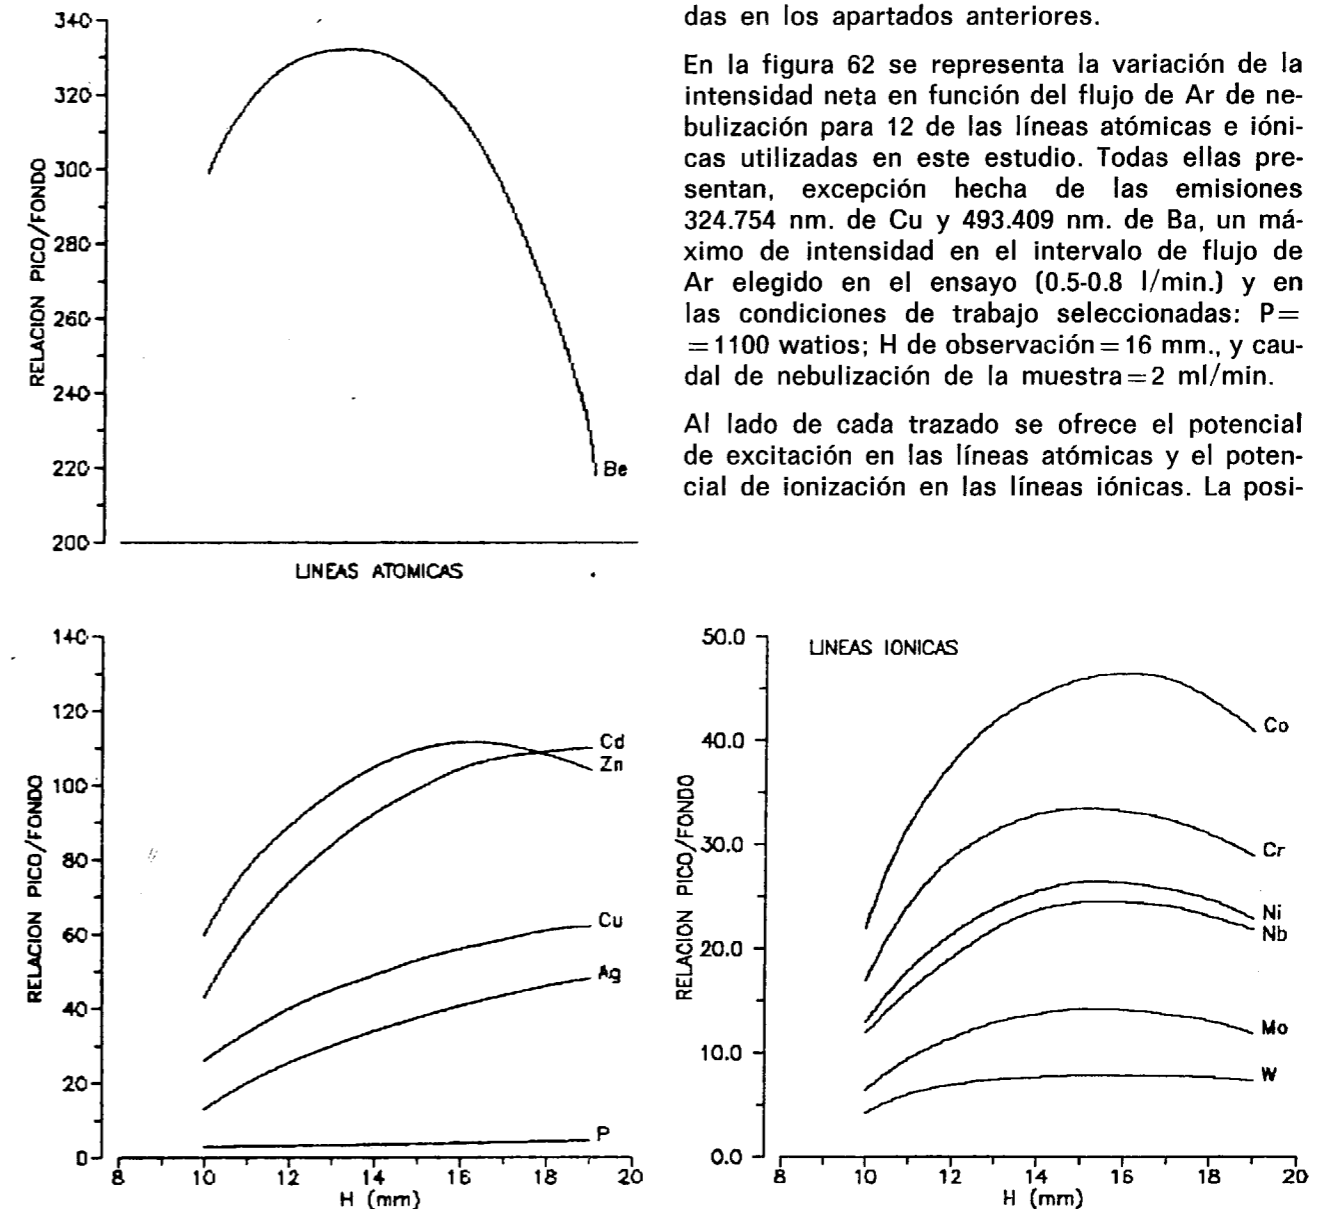 das en los apartados anteriores.
En la figura 62 se representa la variación de la
intensidad neta en función del flujo de Ar de ne-
bulización para 12 de las líneas atómicas e ióni-
cas utilizadas en este estudio. Todas ellas pre-
sentan, excepción hecha de las emisiones
324.754 nm. de Cu y 493.409 nm. de Ba, un má-
ximo de intensidad en el intervalo de flujo de
Ar elegido en el ensayo (0.5-0.8 l/min.) y en
las condiciones de trabajo seleccionadas: P=
=1100 watios; H de observación=16 mm., y cau-
dal de nebulización de la muestra=2 ml/min.
Al lado de cada trazado se ofrece el potencial
de excitación en las líneas atómicas y el poten-
cial de ionización en las líneas iónicas. La posi-
RELACION PICO/FONDO
340
320
300
280
260
240
220
200
Be
LINEAS ATOMICAS
RELACION PICO/FONDO
140
120
100
80
60
40
20
0
Cd
Zn
Cu
Ag
P
8 10 12 14 16 18 20
H (mm)
LINEAS IONICAS
RELACION PICO/FONDO
50.0
40.0
30.0
20.0
10.0
0.0
Co
Cr
Ni
Nb
Mo
W
8 10 12 14 16 18 20
H (mm)